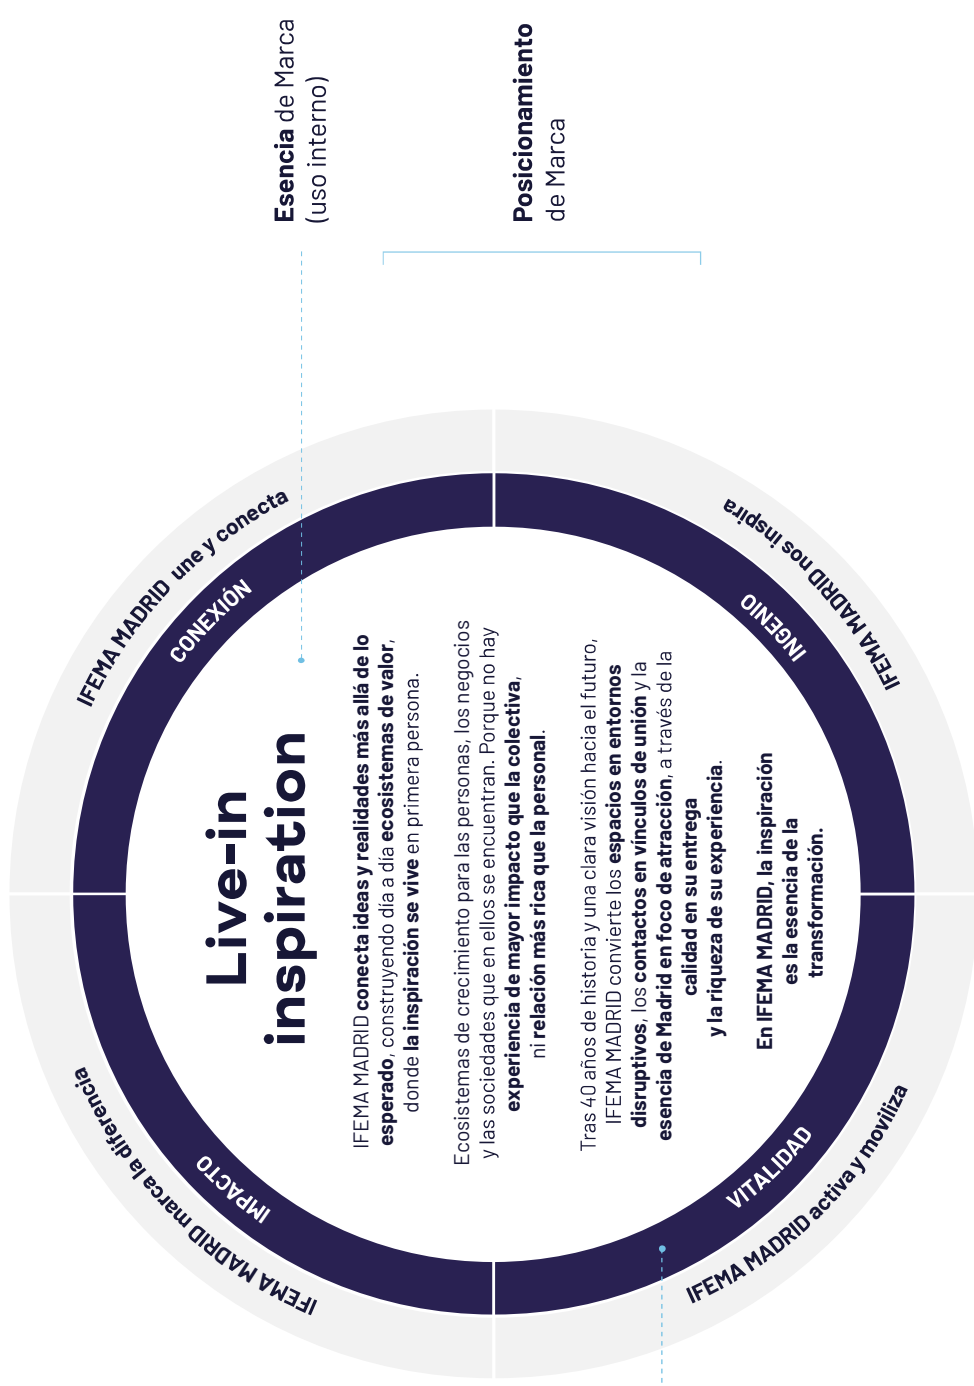 Esencia de Marca
(uso interno)
Posicionamiento
de Marca
IFEMA MADRID marca la diferencia
IMPACTO
IFEMA MADRID une y conecta
CONEXIÓN
Live-in
inspiration
IFEMA MADRID conecta ideas y realidades más allá de lo
esperado, construyendo día a día ecosistemas de valor,
donde la inspiración se vive en primera persona.
Ecosistemas de crecimiento para las personas, los negocios
y las sociedades que en ellos se encuentran. Porque no hay
experiencia de mayor impacto que la colectiva,
ni relación más rica que la personal.
Tras 40 años de historia y una clara visión hacia el futuro,
IFEMA MADRID convierte los espacios en entornos
disruptivos, los contactos en vínculos de unión y la
esencia de Madrid en foco de atracción, a través de la
calidad en su entrega
y la riqueza de su experiencia.
En IFEMA MADRID, la inspiración
es la esencia de la
transformación.
VITALIDAD
IFEMA MADRID activa y moviliza
INGENIO
IFEMA MADRID nos inspira